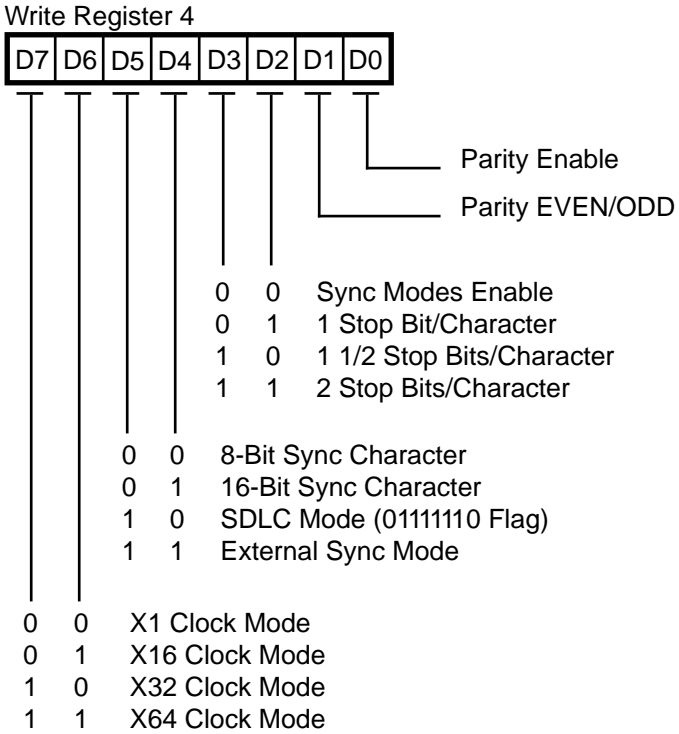 Write Register 4
D7 D6 D5 D4 D3 D2 D1 D0
Parity Enable
Parity EVEN/ODD
0 0 Sync Modes Enable
0 1 1 Stop Bit/Character
1 0 1 1/2 Stop Bits/Character
1 1 2 Stop Bits/Character
0 0 8-Bit Sync Character
0 1 16-Bit Sync Character
1 0 SDLC Mode (01111110 Flag)
1 1 External Sync Mode
0 0 X1 Clock Mode
0 1 X16 Clock Mode
1 0 X32 Clock Mode
1 1 X64 Clock Mode